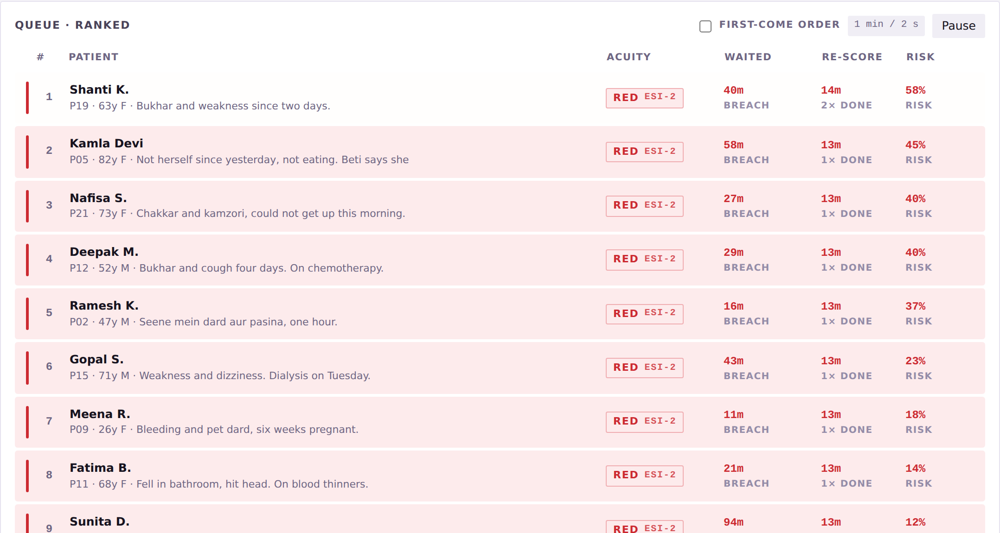 QUEUE · RANKED
FIRST-COME ORDER 1 min / 2 s Pause
# PATIENT ACUITY WAITED RE-SCORE RISK
1 Shanti K. RED ESI-2 40m 14m 58%
P19 · 63y F · Bukhar and weakness since two days. BREACH 2× DONE RISK
2 Kamla Devi RED ESI-2 58m 13m 45%
P05 · 82y F · Not herself since yesterday, not eating. Beti says she BREACH 1× DONE RISK
3 Nafisa S. RED ESI-2 27m 13m 40%
P21 · 73y F · Chakkar and kamzori, could not get up this morning. BREACH 1× DONE RISK
4 Deepak M. RED ESI-2 29m 13m 40%
P12 · 52y M · Bukhar and cough four days. On chemotherapy. BREACH 1× DONE RISK
5 Ramesh K. RED ESI-2 16m 13m 37%
P02 · 47y M · Seene mein dard aur pasina, one hour. BREACH 1× DONE RISK
6 Gopal S. RED ESI-2 43m 13m 23%
P15 · 71y M · Weakness and dizziness. Dialysis on Tuesday. BREACH 1× DONE RISK
7 Meena R. RED ESI-2 11m 13m 18%
P09 · 26y F · Bleeding and pet dard, six weeks pregnant. BREACH 1× DONE RISK
8 Fatima B. RED ESI-2 21m 13m 14%
P11 · 68y F · Fell in bathroom, hit head. On blood thinners. BREACH 1× DONE RISK
9 Sunita D. RED ESI-2 94m 13m 12%